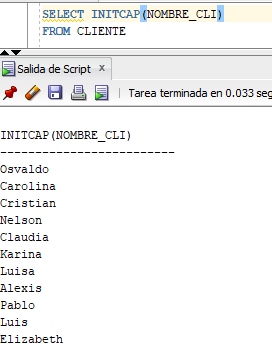 SELECT INITCAP(NOMBRE_CLI)
FROM CLIENTE
Salida de Script x
Tarea terminada en 0.033 seg
INITCAP(NOMBRE_CLI)
-------------------------
Osvaldo
Carolina
Cristian
Nelson
Claudia
Karina
Luisa
Alexis
Pablo
Luis
Elizabeth